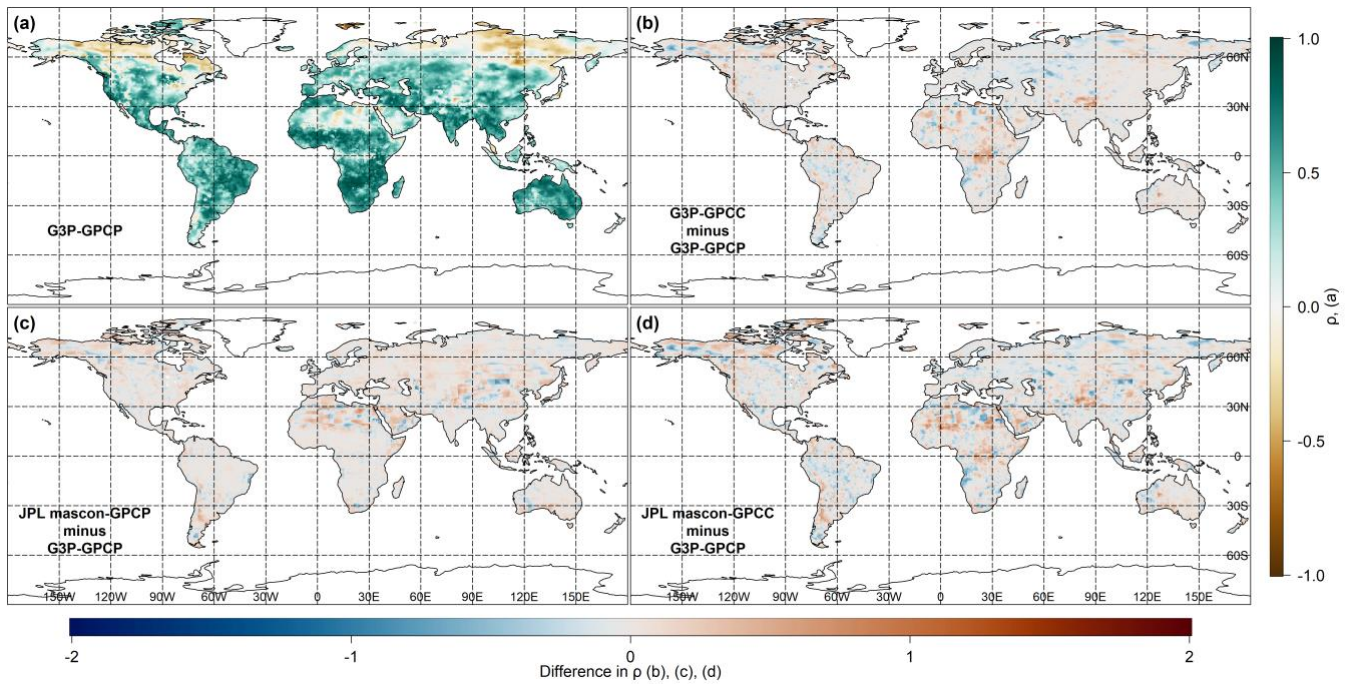 (a)
G3P-GPCP
(b)
G3P-GPCC
minus
G3P-GPCP
60N
30N
0
30S
60S
(c)
JPL mascon-GPCP
minus
G3P-GPCP
150W
120W
90W
60W
30W
0
30E
60E
90E
120E
150E
(d)
JPL mascon-GPCC
minus
G3P-GPCP
60N
30N
0
30S
60S
150W
120W
90W
60W
30W
0
30E
60E
90E
120E
150E
1.0
0.5
0.0
-0.5
-1.0
ρ, (a)
-2
-1
0
1
2
Difference in ρ (b), (c), (d)